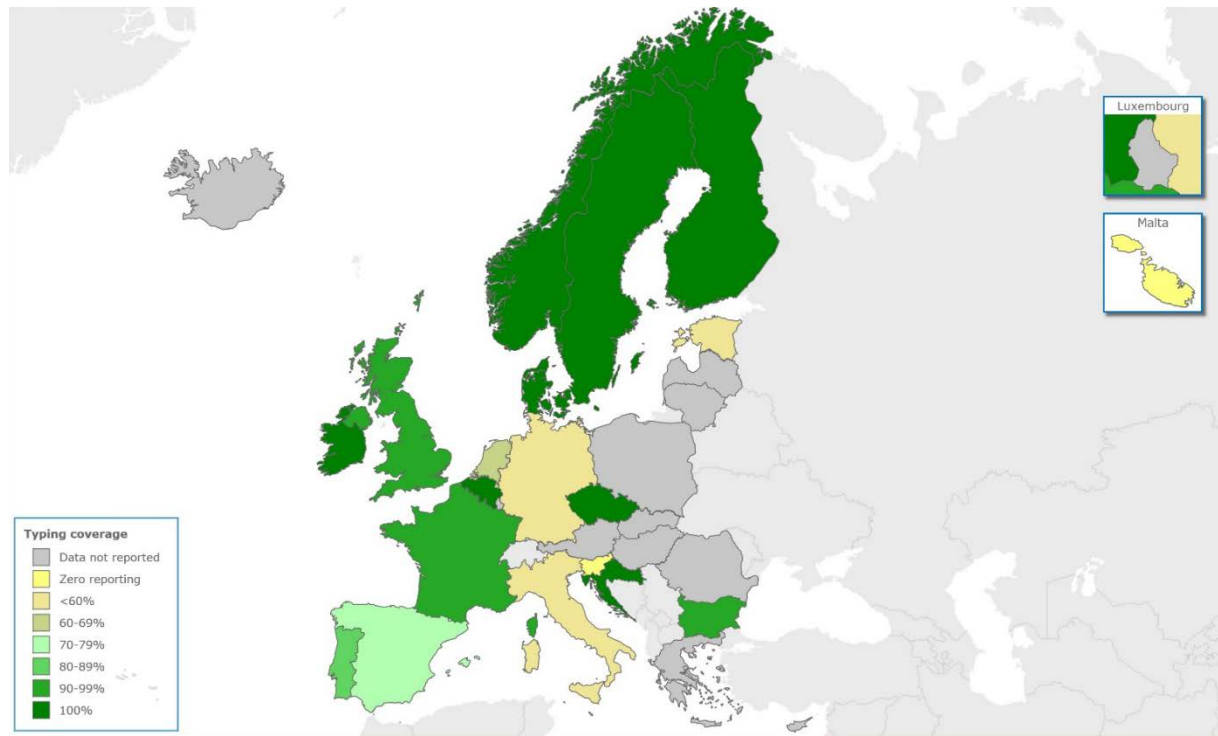 Luxembourg
Malta
Typing coverage
Data not reported
Zero reporting
<60%
60-69%
70-79%
80-89%
90-99%
100%